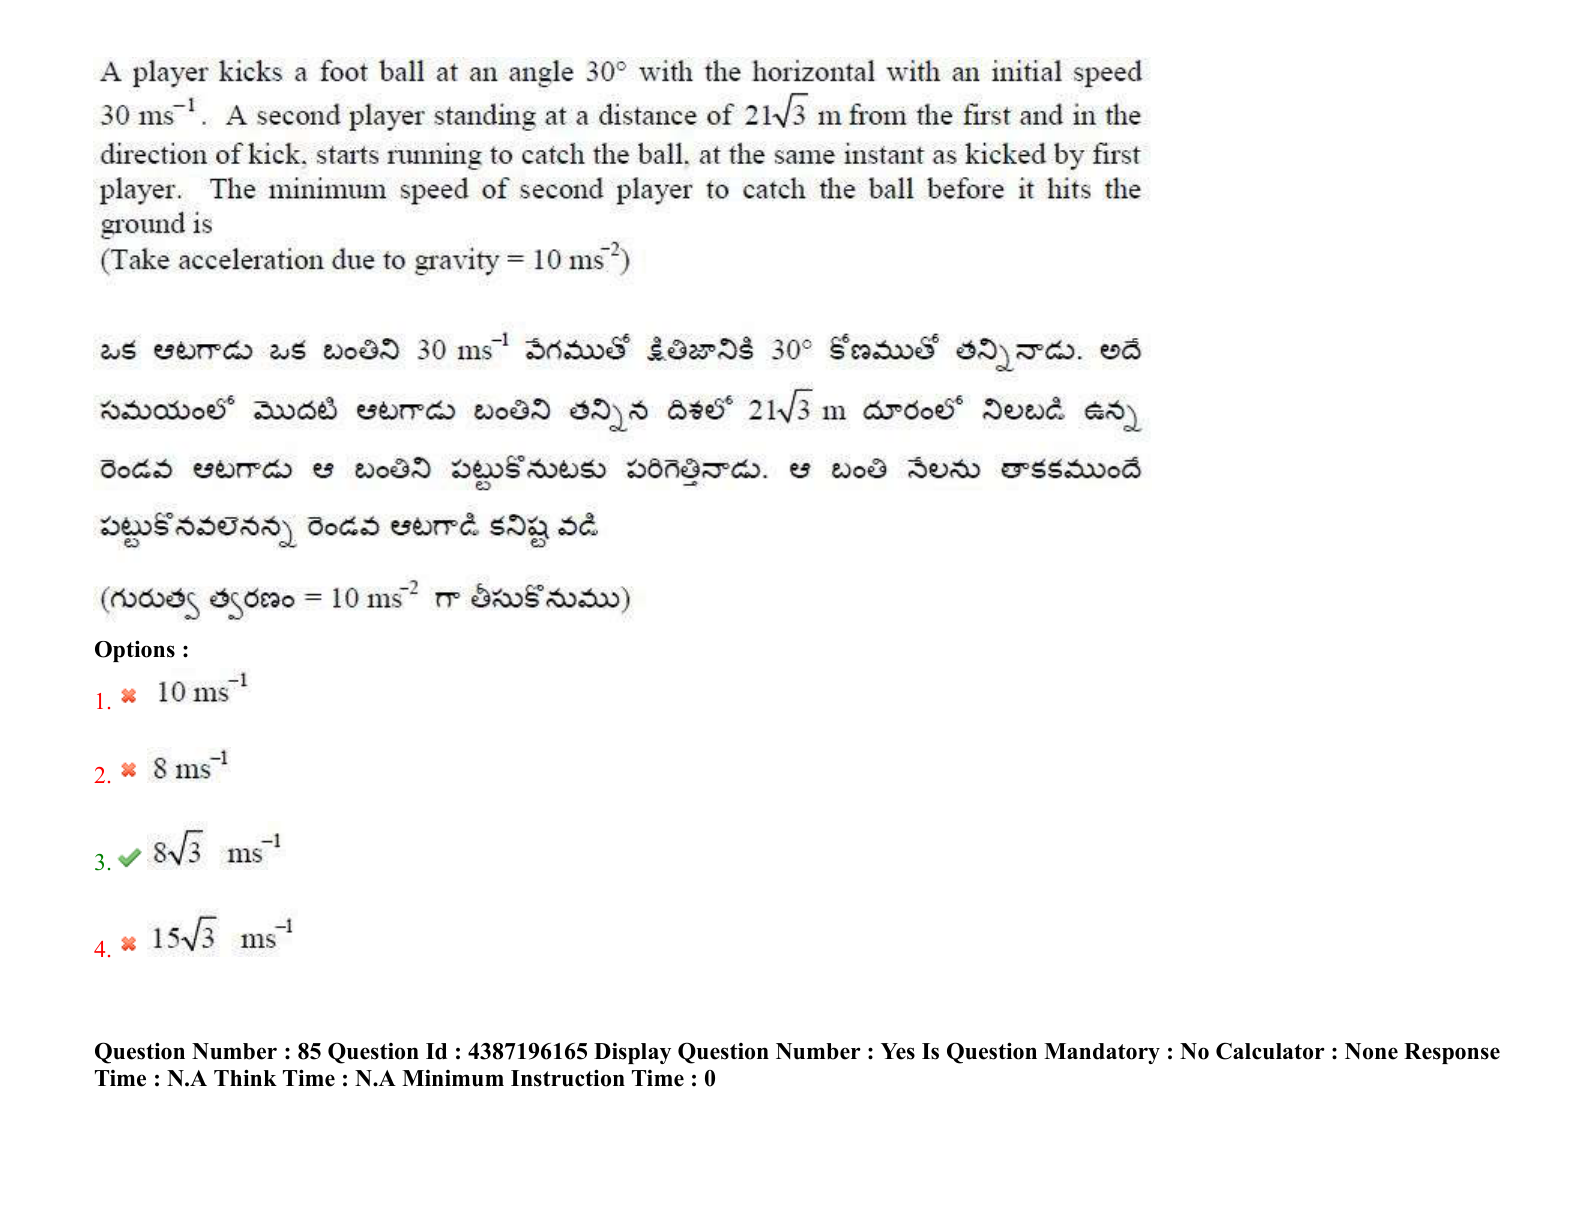 A player kicks a foot ball at an angle 30° with the horizontal with an initial speed
30 ms⁻¹. A second player standing at a distance of 21√3 m from the first and in the
direction of kick, starts running to catch the ball, at the same instant as kicked by first
player. The minimum speed of second player to catch the ball before it hits the
ground is
(Take acceleration due to gravity = 10 ms⁻²)
ఒక ఆటగాడు ఒక బంతిని 30 ms⁻¹ వేగముతో క్షితిజానికి 30° కోణముతో తన్నినాడు. అదే
సమయంలో మొదటి ఆటగాడు బంతిని తన్నిన దిశలో 21√3 m దూరంలో నిలబడి ఉన్న
రెండవ ఆటగాడు ఆ బంతిని పట్టుకొనుటకు పరిగెత్తినాడు. ఆ బంతి నేలను తాకకముందే
పట్టుకొనవలెనన్న రెండవ ఆటగాడి కనిష్ట వడి
(గురుత్వ త్వరణం = 10 ms⁻² గా తీసుకొనుము)
Options :
1. 10 ms⁻¹
2. 8 ms⁻¹
3. 8√3 ms⁻¹
4. 15√3 ms⁻¹
Question Number : 85 Question Id : 4387196165 Display Question Number : Yes Is Question Mandatory : No Calculator : None Response
Time : N.A Think Time : N.A Minimum Instruction Time : 0